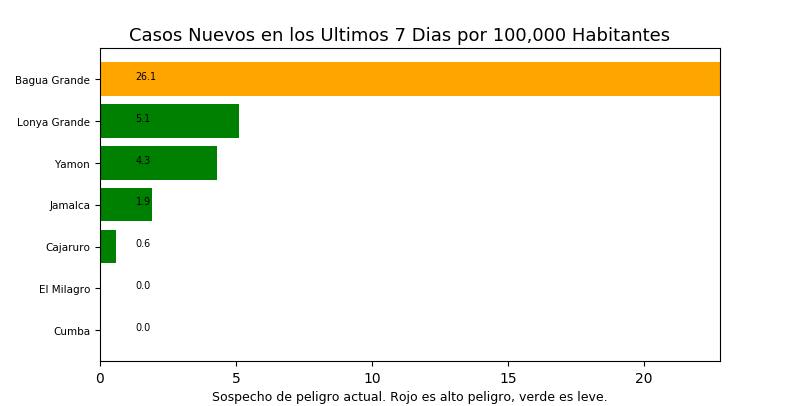 Casos Nuevos en los Ultimos 7 Dias por 100,000 Habitantes
Bagua Grande 26.1
Lonya Grande 5.1
Yamon 4.3
Jamalca 1.9
Cajaruro 0.6
El Milagro 0.0
Cumba 0.0
0 5 10 15 20
Sospecho de peligro actual. Rojo es alto peligro, verde es leve.